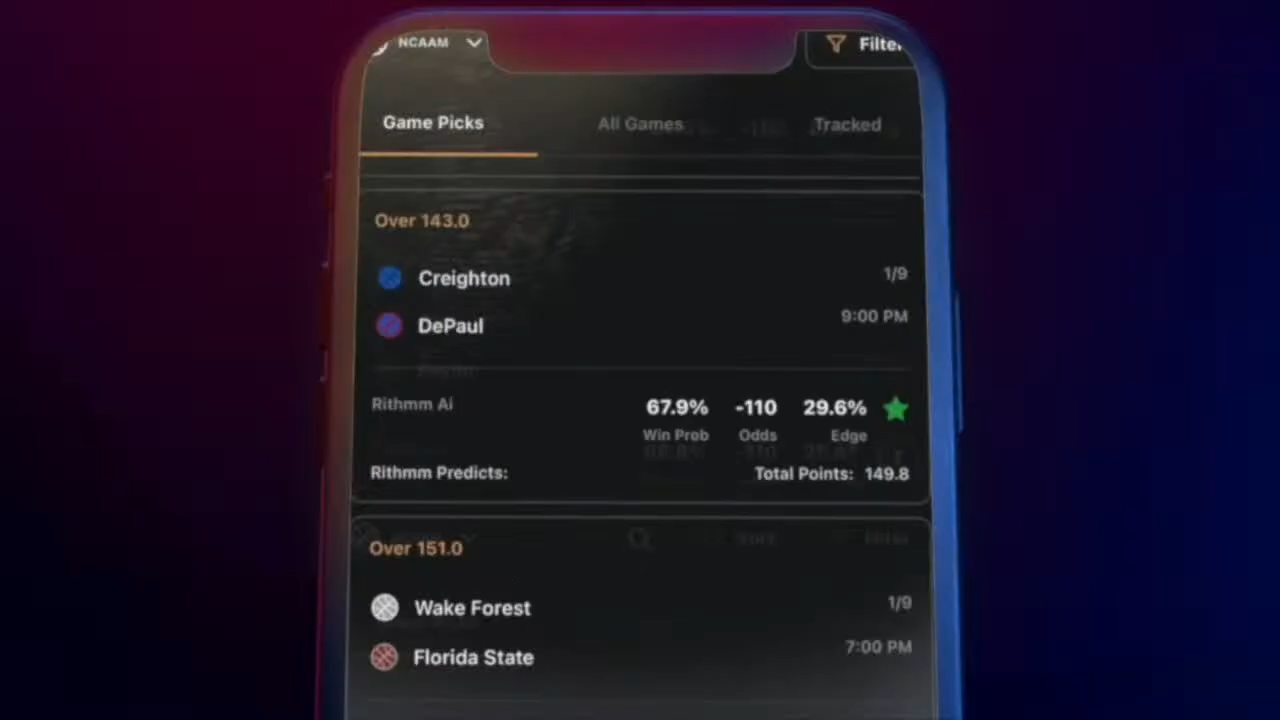 NCAAM
Filter
Game Picks All Games Tracked
Over 143.0
Creighton 1/9
DePaul 9:00 PM
Rithmm Ai 67.9% -110 29.6%
Win Prob Odds Edge
Rithmm Predicts: Total Points: 149.8
Over 151.0
Wake Forest 1/9
Florida State 7:00 PM